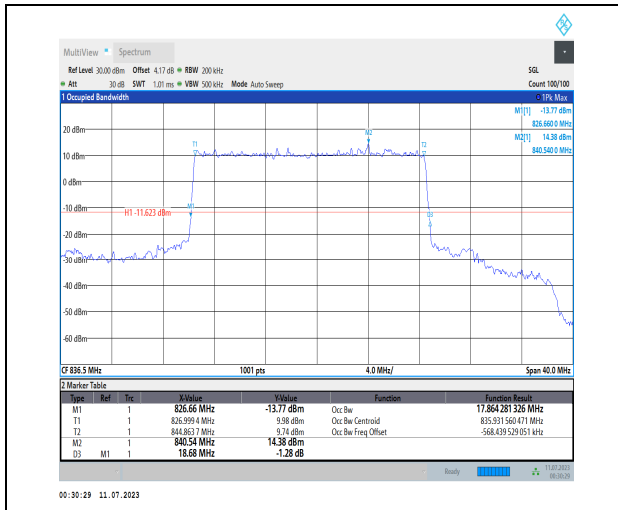 MultiView Spectrum
Ref Level 30.00 dBm Offset 4.17 dB RBW 200 kHz SGL
Att 30 dB SWT 1.01 ms VBW 500 kHz Mode Auto Sweep Count 100/100
1 Occupied Bandwidth 1Pk Max
M1[1] -13.77 dBm
826.660 0 MHz
M2[1] 14.38 dBm
840.540 0 MHz
20 dBm
M2
T1 T2
10 dBm
0 dBm
-10 dBm
M1
H1 -11.623 dBm
D3
-20 dBm
-30 dBm
-40 dBm
-50 dBm
-60 dBm
CF 836.5 MHz 1001 pts 4.0 MHz/ Span 40.0 MHz
2 Marker Table
Type Ref Trc X-Value Y-Value Function Function Result
M1 1 826.66 MHz -13.77 dBm Occ Bw 17.864 281 326 MHz
T1 1 826.999 4 MHz 9.98 dBm Occ Bw Centroid 835.931 560 471 MHz
T2 1 844.863 7 MHz 9.74 dBm Occ Bw Freq Offset -568.439 529 051 kHz
M2 1 840.54 MHz 14.38 dBm
D3 M1 1 18.68 MHz -1.28 dB
Ready 11.07.2023
00:30:29
00:30:29 11.07.2023